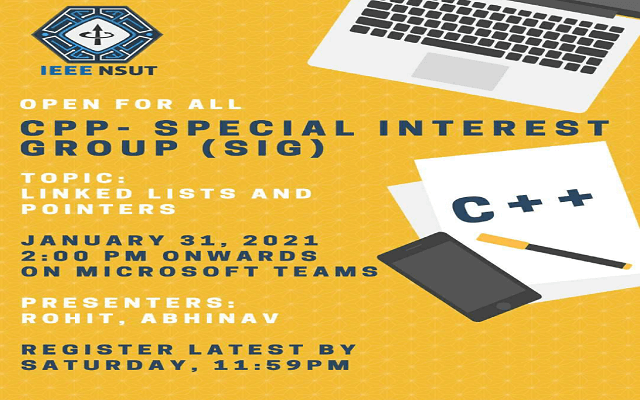 IEEE NSUT
OPEN FOR ALL
CPP- SPECIAL INTEREST
GROUP (SIG)
TOPIC:
LINKED LISTS AND
POINTERS
C++
JANUARY 31, 2021
2:00 PM ONWARDS
ON MICROSOFT TEAMS
PRESENTERS:
ROHIT, ABHINAV
REGISTER LATEST BY
SATURDAY, 11:59PM